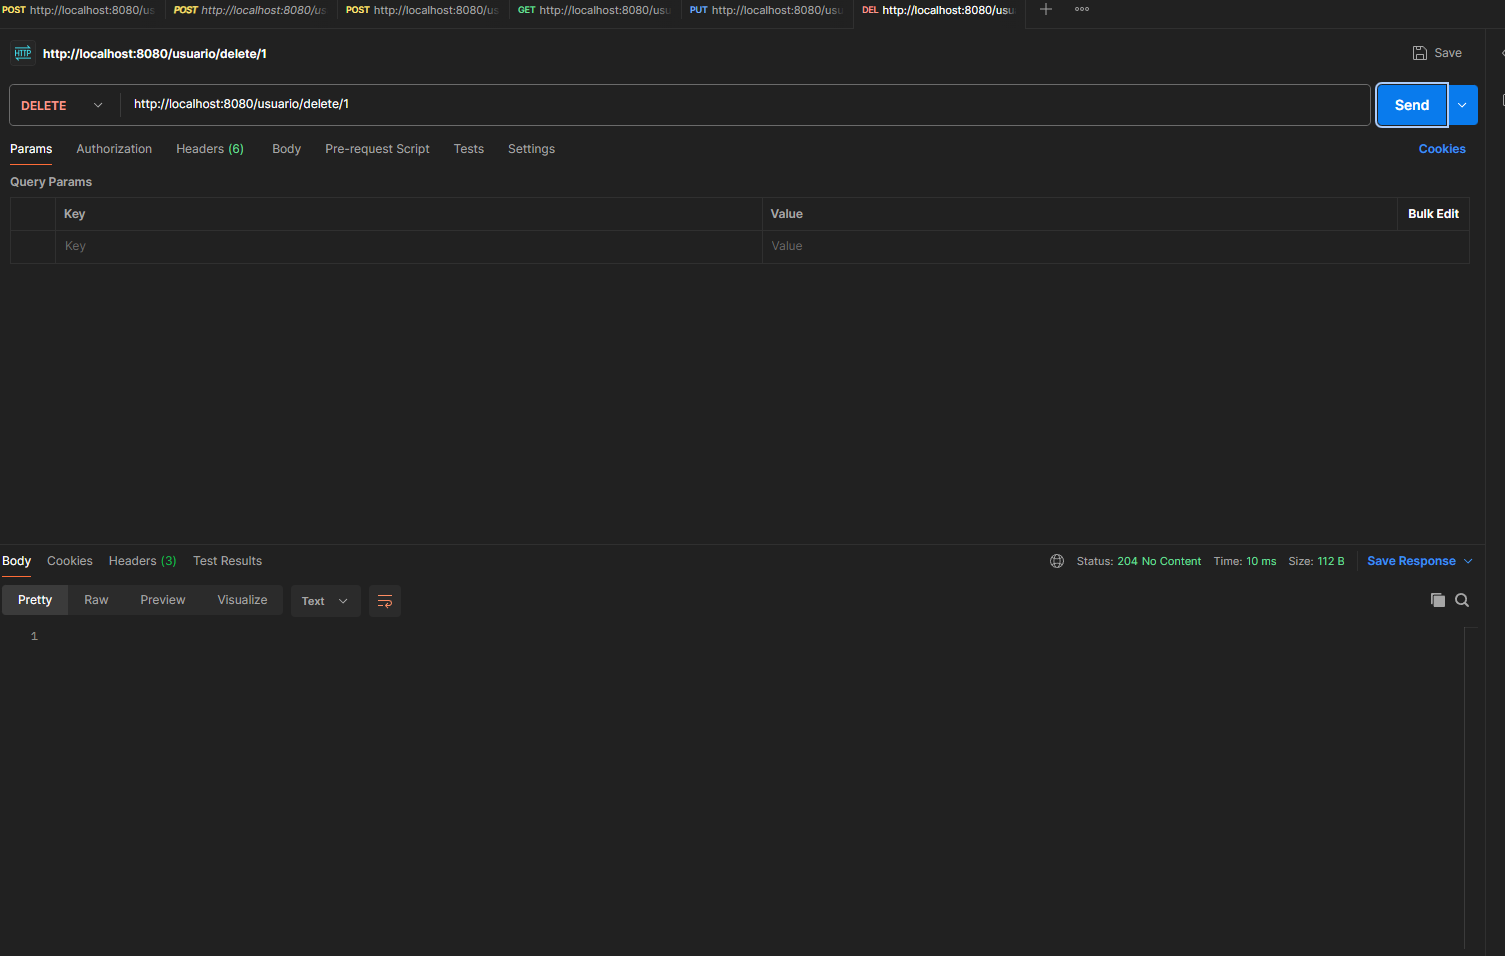 POST http://localhost:8080/us POST http://localhost:8080/us POST http://localhost:8080/us GET http://localhost:8080/usu PUT http://localhost:8080/usu DEL http://localhost:8080/usu
HTTP http://localhost:8080/usuario/delete/1 Save
DELETE http://localhost:8080/usuario/delete/1 Send
Params Authorization Headers (6) Body Pre-request Script Tests Settings Cookies
Query Params
Key Value Bulk Edit
Key Value
Body Cookies Headers (3) Test Results Status: 204 No Content Time: 10 ms Size: 112 B Save Response
Pretty Raw Preview Visualize Text
1